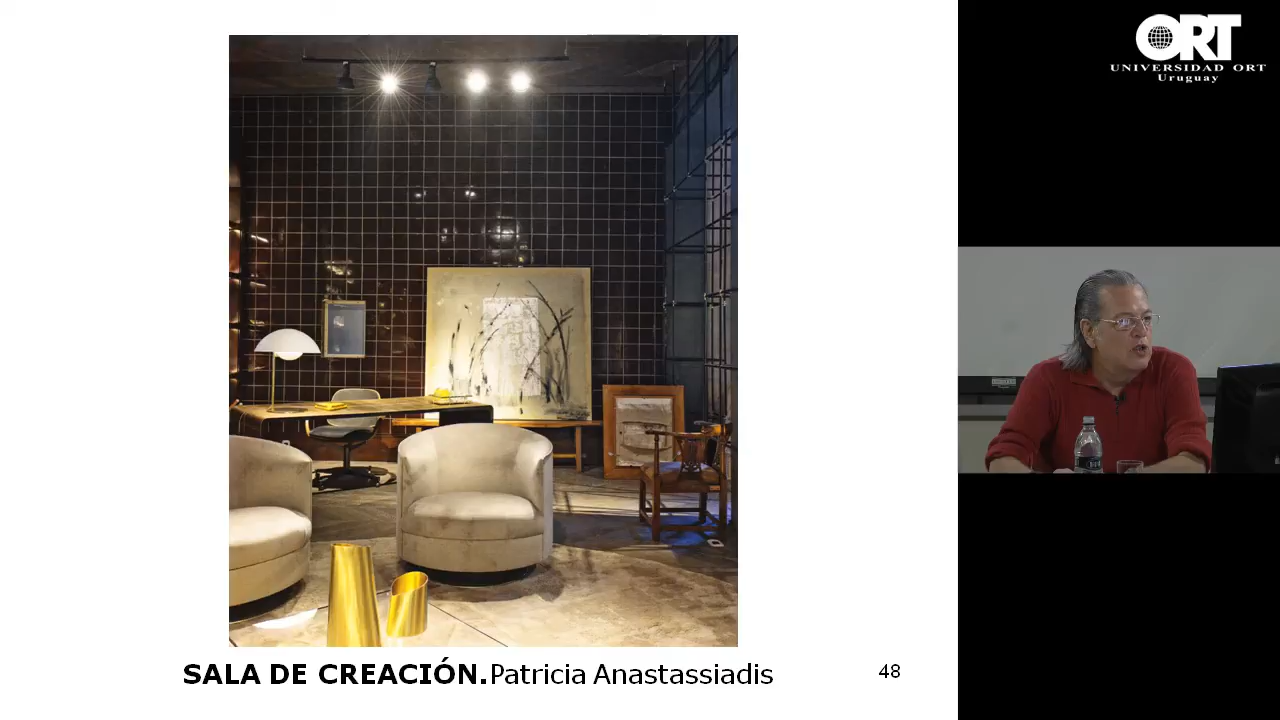 SALA DE CREACIÓN.Patricia Anastassiadis
48
ORT
UNIVERSIDAD ORT
Uruguay